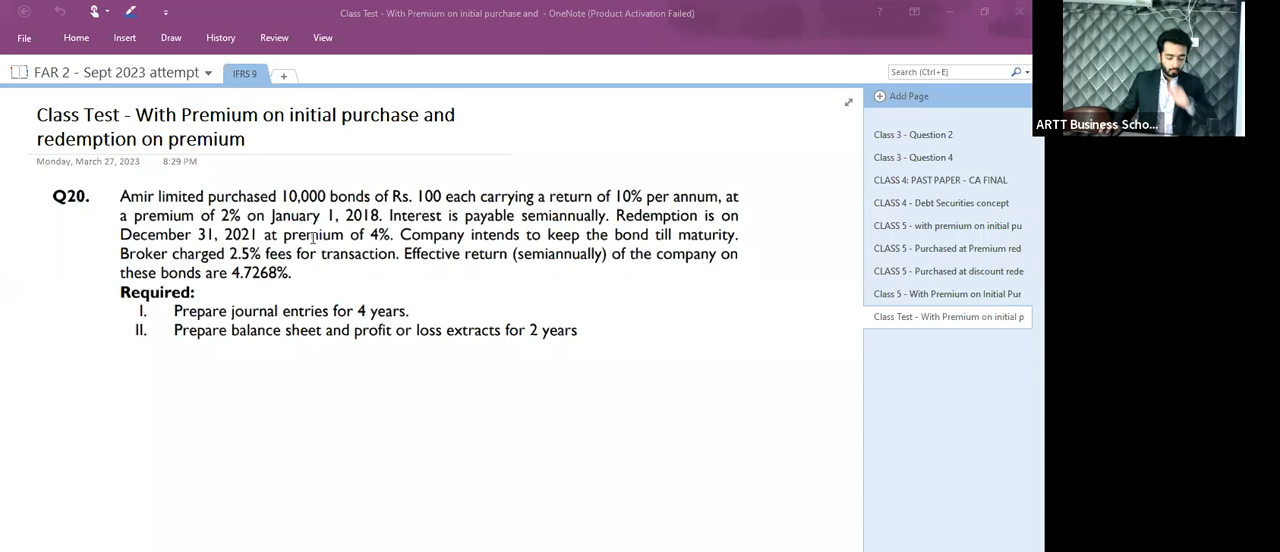 Class Test - With Premium on initial purchase and - OneNote (Product Activation Failed)
File Home Insert Draw History Review View
FAR 2 - Sept 2023 attempt
IFRS 9
Search (Ctrl+E)
Class Test - With Premium on initial purchase and
redemption on premium
Monday, March 27, 2023 8:29 PM
Q20. Amir limited purchased 10,000 bonds of Rs. 100 each carrying a return of 10% per annum, at
a premium of 2% on January 1, 2018. Interest is payable semiannually. Redemption is on
December 31, 2021 at premium of 4%. Company intends to keep the bond till maturity.
Broker charged 2.5% fees for transaction. Effective return (semiannually) of the company on
these bonds are 4.7268%.
Required:
I. Prepare journal entries for 4 years.
II. Prepare balance sheet and profit or loss extracts for 2 years
Add Page
Class 3 - Question 2
Class 3 - Question 4
CLASS 4: PAST PAPER - CA FINAL
CLASS 4 - Debt Securities concept
CLASS 5 - with premium on initial pu
CLASS 5 - Purchased at Premium red
CLASS 5 - Purchased at discount rede
Class 5 - With Premium on Initial Pur
Class Test - With Premium on initial p
ARTT Business Scho...